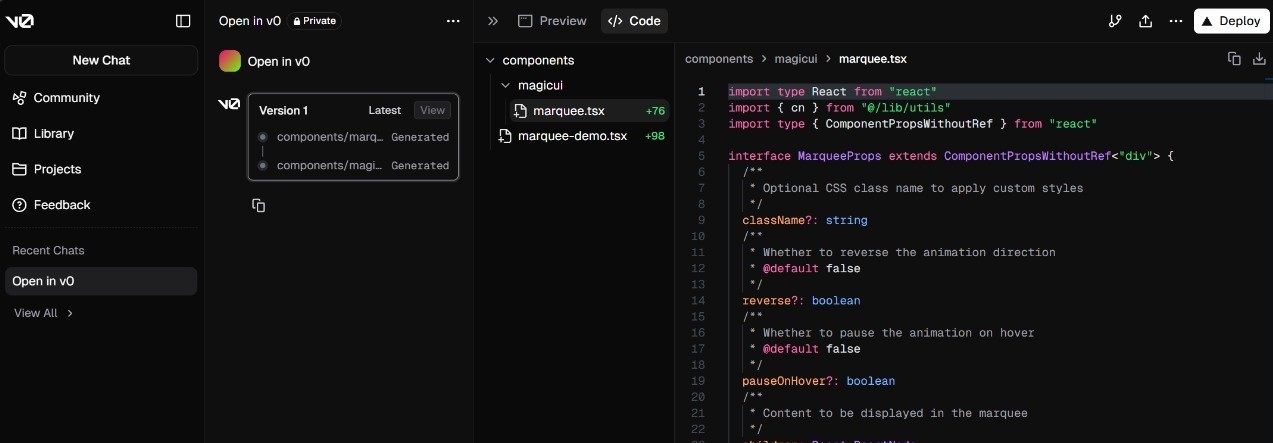 v0
New Chat
Community
Library
Projects
Feedback
Recent Chats
Open in v0
View All
Open in v0 Private
Open in v0
v0
Version 1 Latest View
components/marq... Generated
components/magi... Generated
Preview Code Deploy
components
magicui
marquee.tsx +76
marquee-demo.tsx +98
components > magicui > marquee.tsx
1 import type React from "react"
2 import { cn } from "@/lib/utils"
3 import type { ComponentPropsWithoutRef } from "react"
4
5 interface MarqueeProps extends ComponentPropsWithoutRef<"div"> {
6 /**
7 * Optional CSS class name to apply custom styles
8 */
9 className?: string
10 /**
11 * Whether to reverse the animation direction
12 * @default false
13 */
14 reverse?: boolean
15 /**
16 * Whether to pause the animation on hover
17 * @default false
18 */
19 pauseOnHover?: boolean
20 /**
21 * Content to be displayed in the marquee
22 */